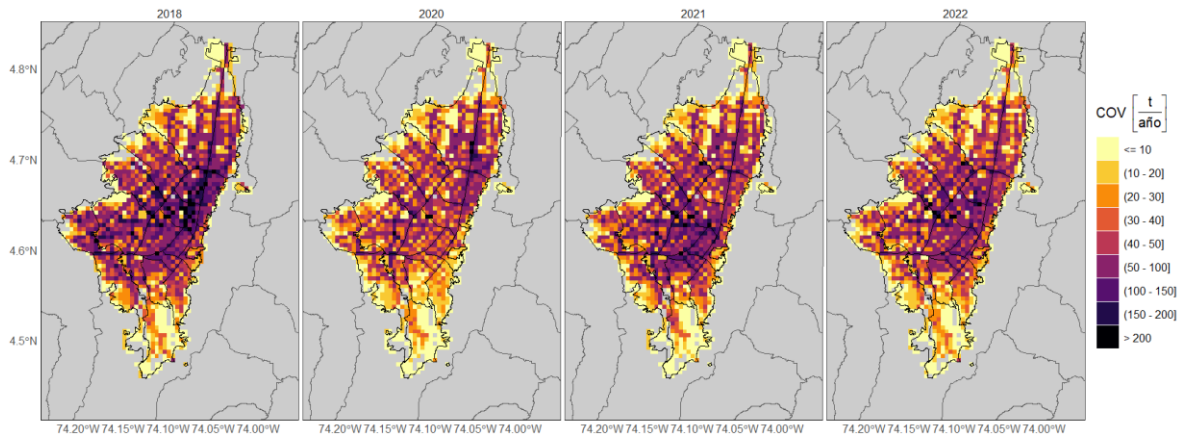 2018 2020 2021 2022
4.8°N
4.7°N
4.6°N
4.5°N
74.20°W 74.15°W 74.10°W 74.05°W 74.00°W 74.20°W 74.15°W 74.10°W 74.05°W 74.00°W 74.20°W 74.15°W 74.10°W 74.05°W 74.00°W 74.20°W 74.15°W 74.10°W 74.05°W 74.00°W
COV [t/año]
<= 10
(10 - 20]
(20 - 30]
(30 - 40]
(40 - 50]
(50 - 100]
(100 - 150]
(150 - 200]
> 200